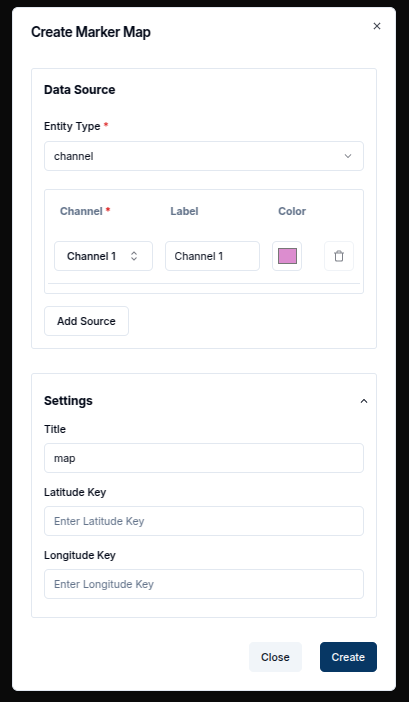 Create Marker Map
Data Source
Entity Type *
channel
Channel * Label Color
Channel 1 Channel 1
Add Source
Settings
Title
map
Latitude Key
Enter Latitude Key
Longitude Key
Enter Longitude Key
Close Create